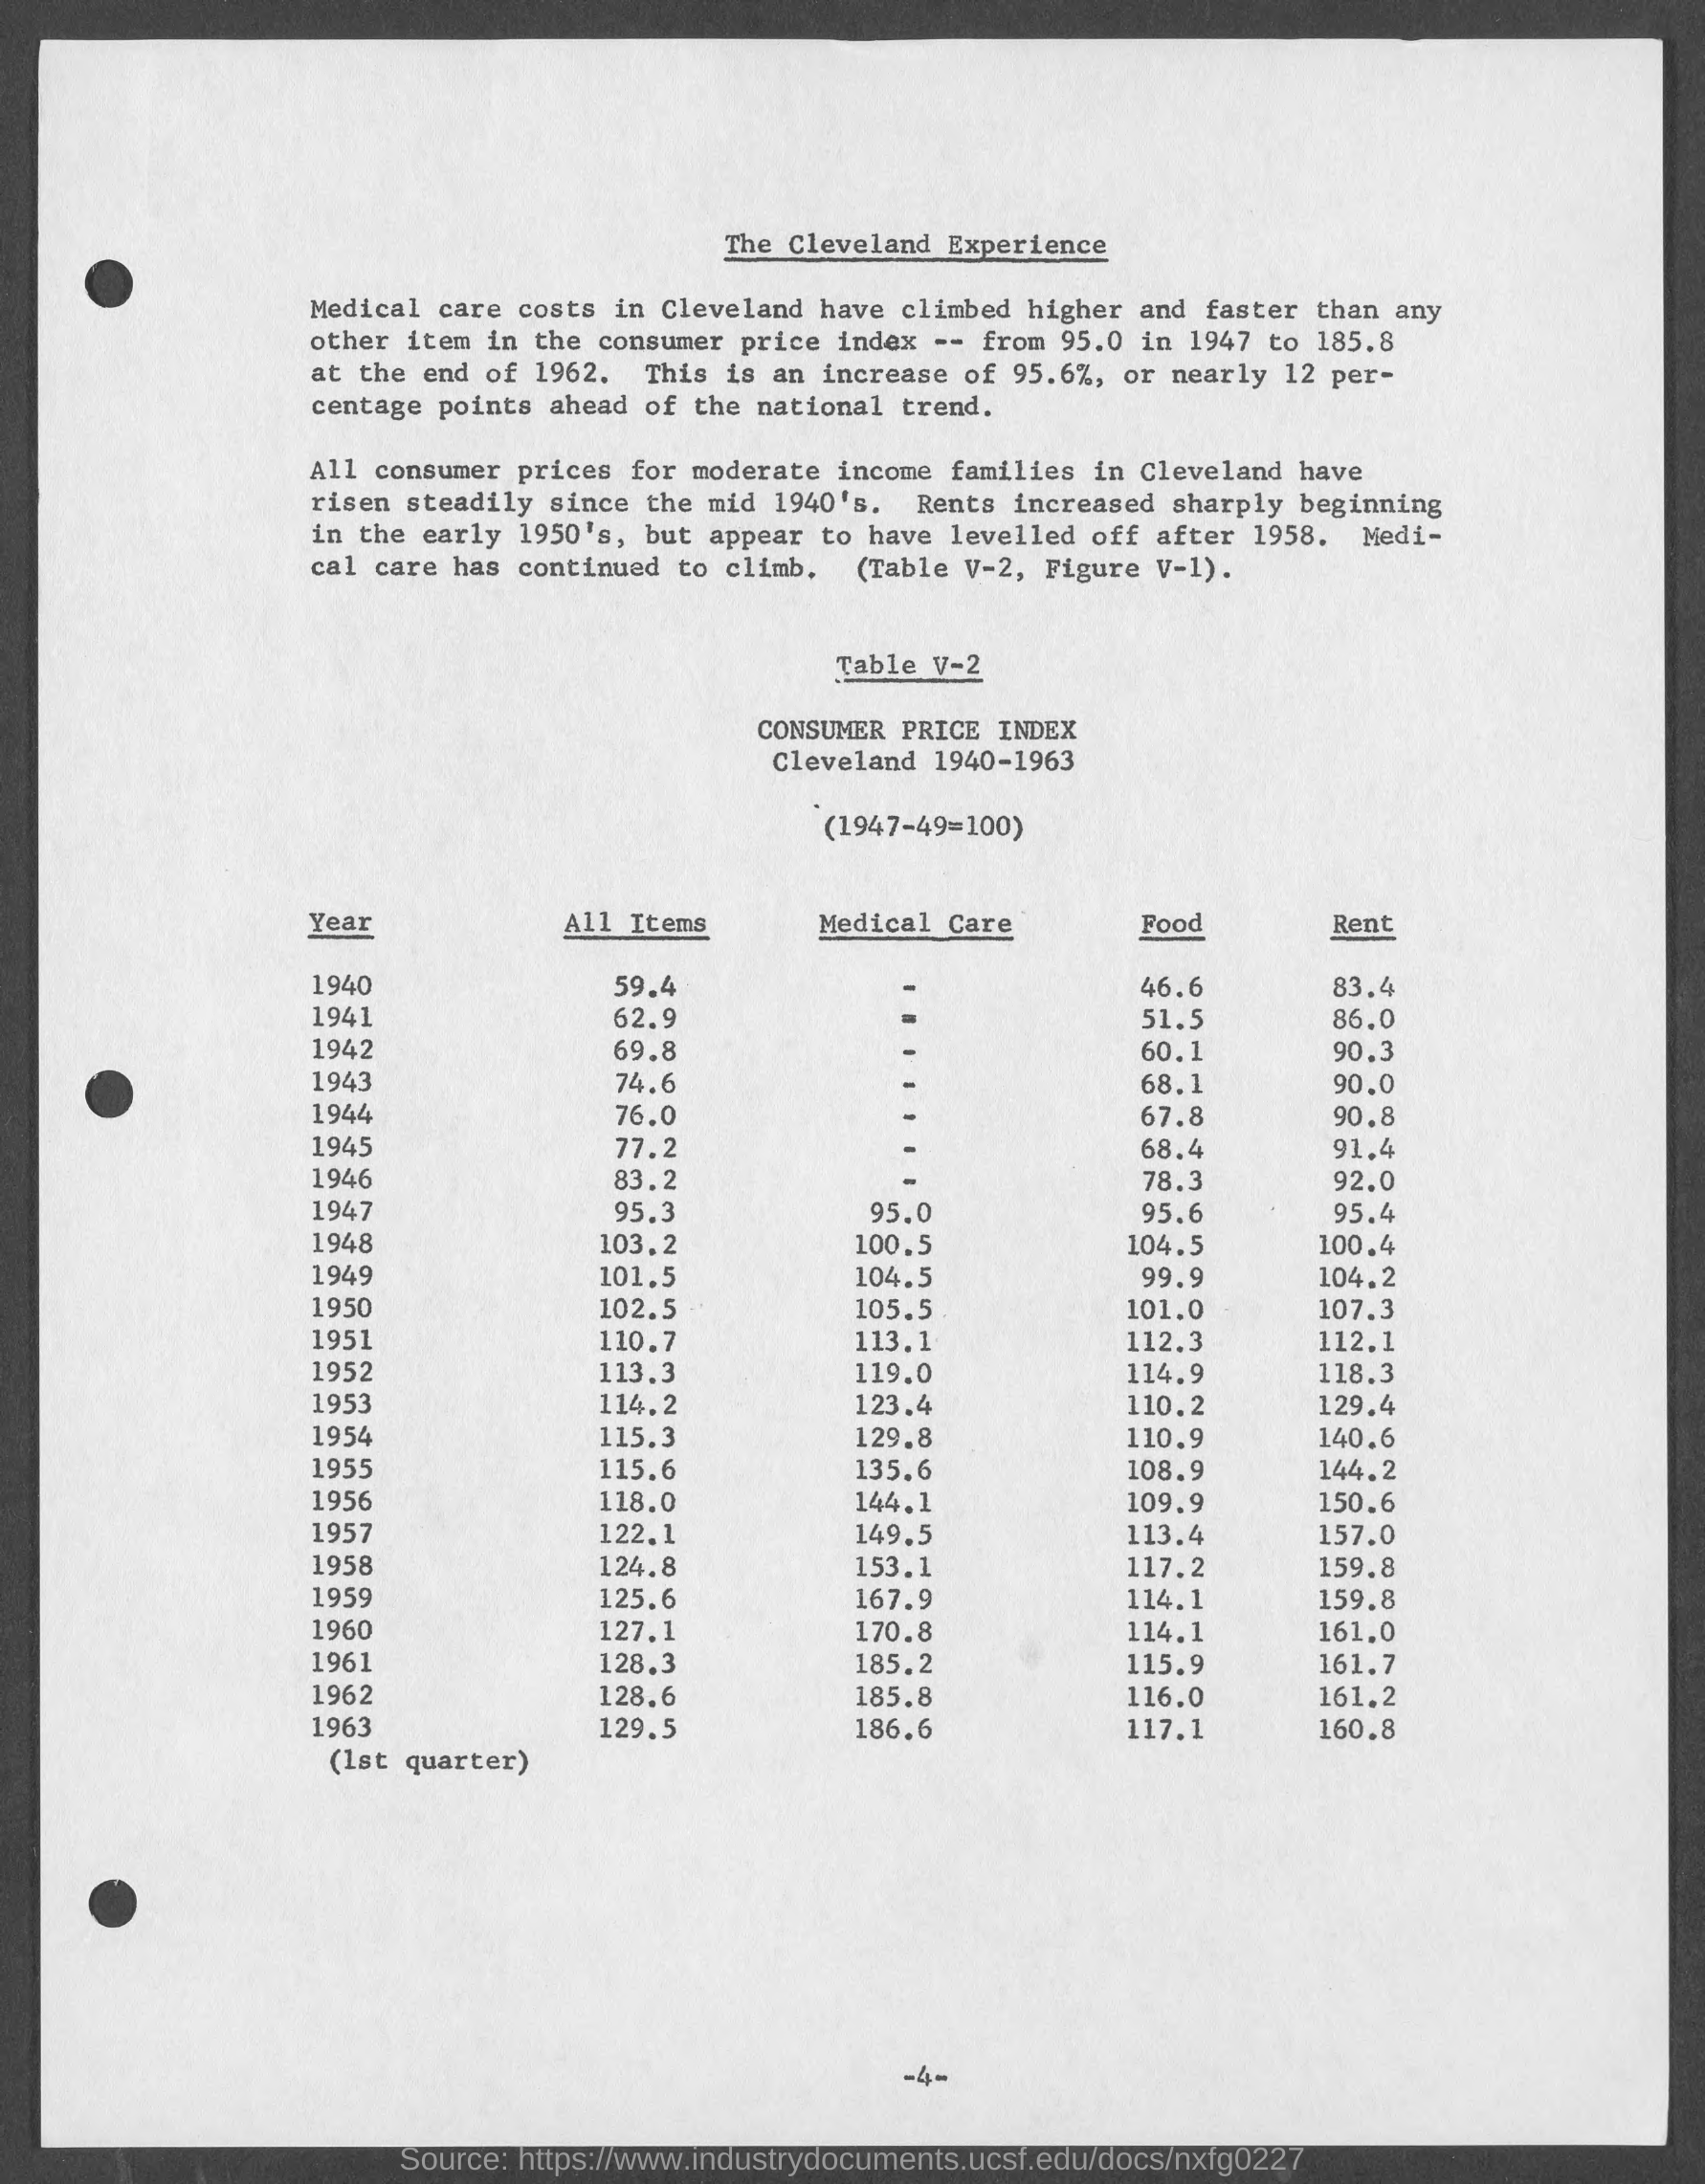 The Cleveland Experience
Medical care costs in Cleveland have climbed higher and faster than any
other item in the consumer price index -- from 95.0 in 1947 to 185.8
at the end of 1962. This is an increase of 95.6%, or nearly 12 per-
centage points ahead of the national trend.
All consumer prices for moderate income families in Cleveland have
risen steadily since the mid 1940's. Rents increased sharply beginning
in the early 1950's, but appear to have levelled off after 1958. Medi-
cal care has continued to climb. (Table V-2, Figure V-1).
Table V-2
CONSUMER PRICE INDEX
Cleveland 1940-1963
(1947-49=100)
Year All Items Medical Care Food Rent
1940 59.4 - 46.6 83.4
1941 62.9 - 51.5 86.0
1942 69.8 - 60.1 90.3
1943 74.6 - 68.1 90.0
1944 76.0 - 67.8 90.8
1945 77.2 - 68.4 91.4
1946 83.2 - 78.3 92.0
1947 95.3 95.0 95.6 95.4
1948 103.2 100.5 104.5 100.4
1949 101.5 104.5 99.9 104.2
1950 102.5 105.5 101.0 107.3
1951 110.7 113.1 112.3 112.1
1952 113.3 119.0 114.9 118.3
1953 114.2 123.4 110.2 129.4
1954 115.3 129.8 110.9 140.6
1955 115.6 135.6 108.9 144.2
1956 118.0 144.1 109.9 150.6
1957 122.1 149.5 113.4 157.0
1958 124.8 153.1 117.2 159.8
1959 125.6 167.9 114.1 159.8
1960 127.1 170.8 114.1 161.0
1961 128.3 185.2 115.9 161.7
1962 128.6 185.8 116.0 161.2
1963 129.5 186.6 117.1 160.8
(1st quarter)
-4-
Source: https://www.industrydocuments.ucsf.edu/docs/nxfg0227